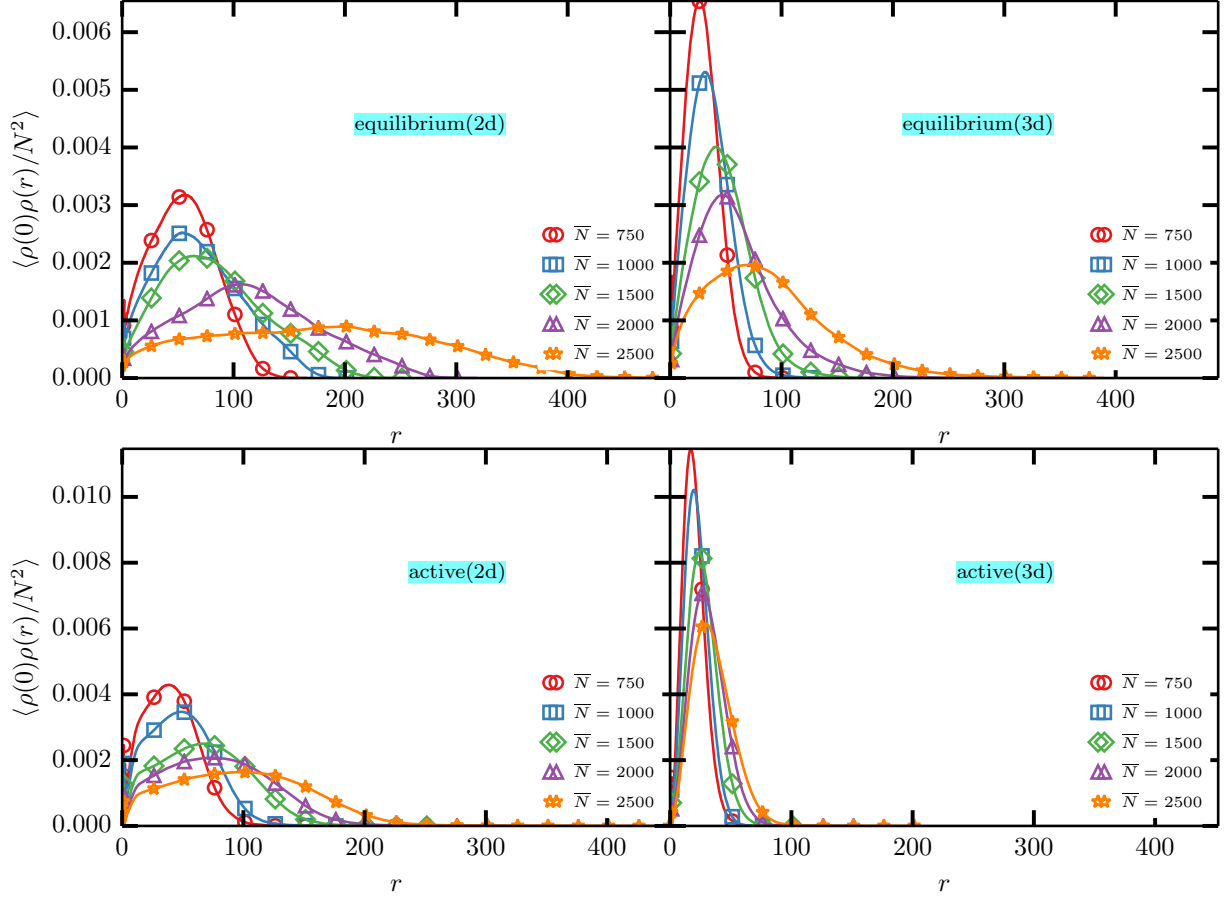 ⟨ρ(0)ρ(r)/N²⟩
0.006
0.005
0.004
0.003
0.002
0.001
0.000
equilibrium(2d)
N̅ = 750
N̅ = 1000
N̅ = 1500
N̅ = 2000
N̅ = 2500
0 100 200 300 400
r
equilibrium(3d)
N̅ = 750
N̅ = 1000
N̅ = 1500
N̅ = 2000
N̅ = 2500
0 100 200 300 400
r
⟨ρ(0)ρ(r)/N²⟩
0.010
0.008
0.006
0.004
0.002
0.000
active(2d)
N̅ = 750
N̅ = 1000
N̅ = 1500
N̅ = 2000
N̅ = 2500
0 100 200 300 400
r
active(3d)
N̅ = 750
N̅ = 1000
N̅ = 1500
N̅ = 2000
N̅ = 2500
0 100 200 300 400
r